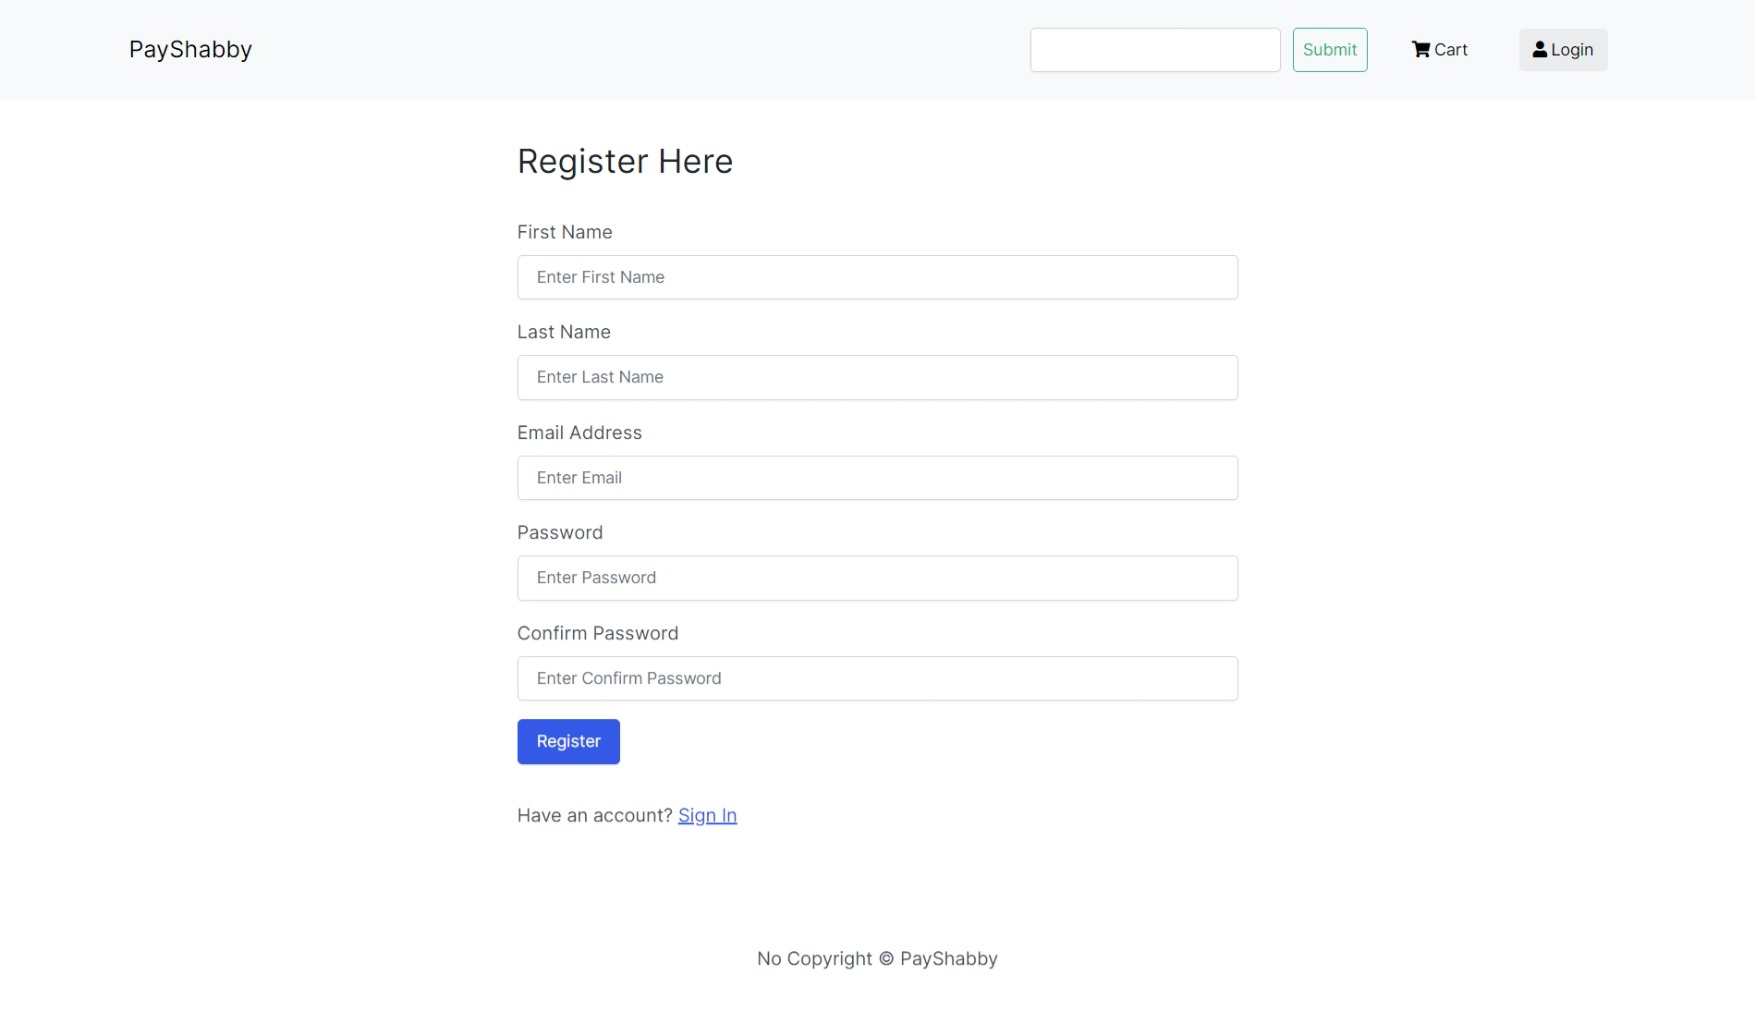 PayShabby
Submit
Cart
Login
Register Here
First Name
Enter First Name
Last Name
Enter Last Name
Email Address
Enter Email
Password
Enter Password
Confirm Password
Enter Confirm Password
Register
Have an account? Sign In
No Copyright © PayShabby